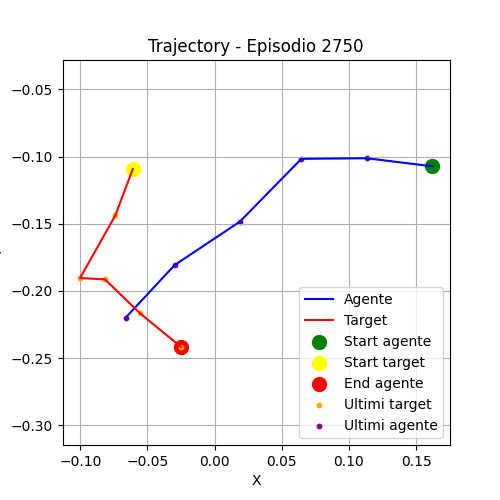 Trajectory - Episodio 2750
−0.05
−0.10
−0.15
−0.20
−0.25
−0.30
Agente
Target
Start agente
Start target
End agente
Ultimi target
Ultimi agente
−0.10
−0.05
0.00
0.05
0.10
0.15
X